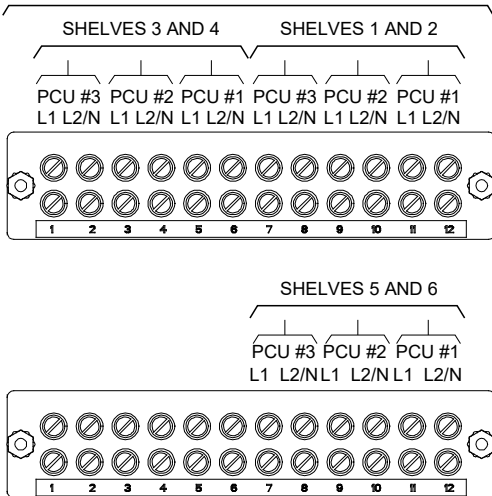 SHELVES 3 AND 4 SHELVES 1 AND 2
PCU #3 PCU #2 PCU #1 PCU #3 PCU #2 PCU #1
L1 L2/N L1 L2/N L1 L2/N L1 L2/N L1 L2/N L1 L2/N
1 2 3 4 5 6 7 8 9 10 11 12
SHELVES 5 AND 6
PCU #3 PCU #2 PCU #1
L1 L2/N L1 L2/N L1 L2/N
1 2 3 4 5 6 7 8 9 10 11 12